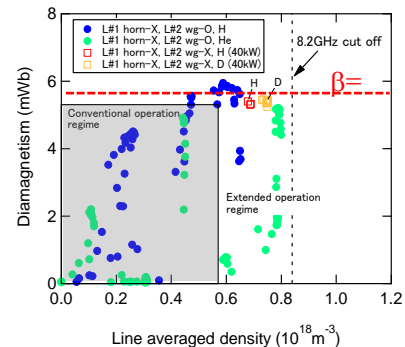 L#1 horn-X, L#2 wg-O, H
L#1 horn-X, L#2 wg-O, He
L#1 horn-X, L#2 wg-X, H (40kW)
L#1 horn-X, L#2 wg-X, D (40kW)
8.2GHz cut off
H
D
β=
Conventional operation
regime
Extended operation
regime
Diamagnetism (mWb)
8
6
4
2
0
0.0
0.2
0.4
0.6
0.8
1.0
1.2
Line averaged density (10^18 m^-3)